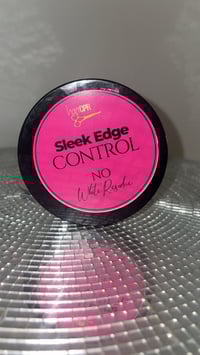 Sleek Edge
CONTROL
NO
White Residue